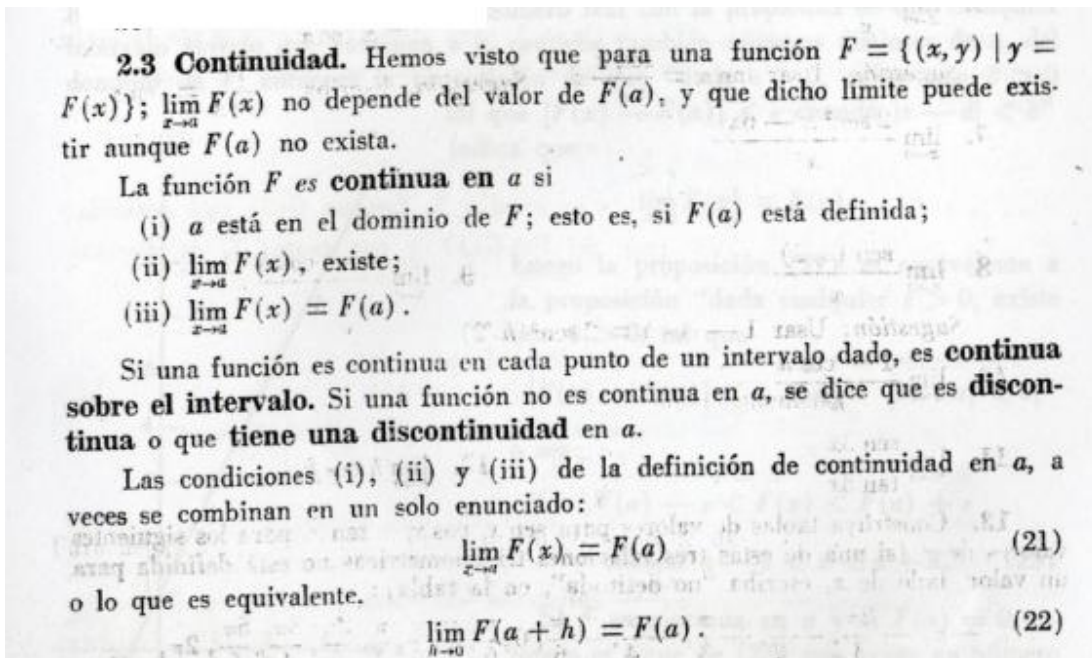 2.3 Continuidad. Hemos visto que para una función F = {(x, y) | y =
F(x)}; lim F(x) no depende del valor de F(a), y que dicho límite puede exis-
x→a
tir aunque F(a) no exista.
La función F es continua en a si
(i) a está en el dominio de F; esto es, si F(a) está definida;
(ii) lim F(x), existe;
x→a
(iii) lim F(x) = F(a).
x→a
Si una función es continua en cada punto de un intervalo dado, es continua
sobre el intervalo. Si una función no es continua en a, se dice que es discon-
tinua o que tiene una discontinuidad en a.
Las condiciones (i), (ii) y (iii) de la definición de continuidad en a, a
veces se combinan en un solo enunciado:
lim F(x) = F(a) (21)
x→a
o lo que es equivalente.
lim F(a + h) = F(a). (22)
h→0